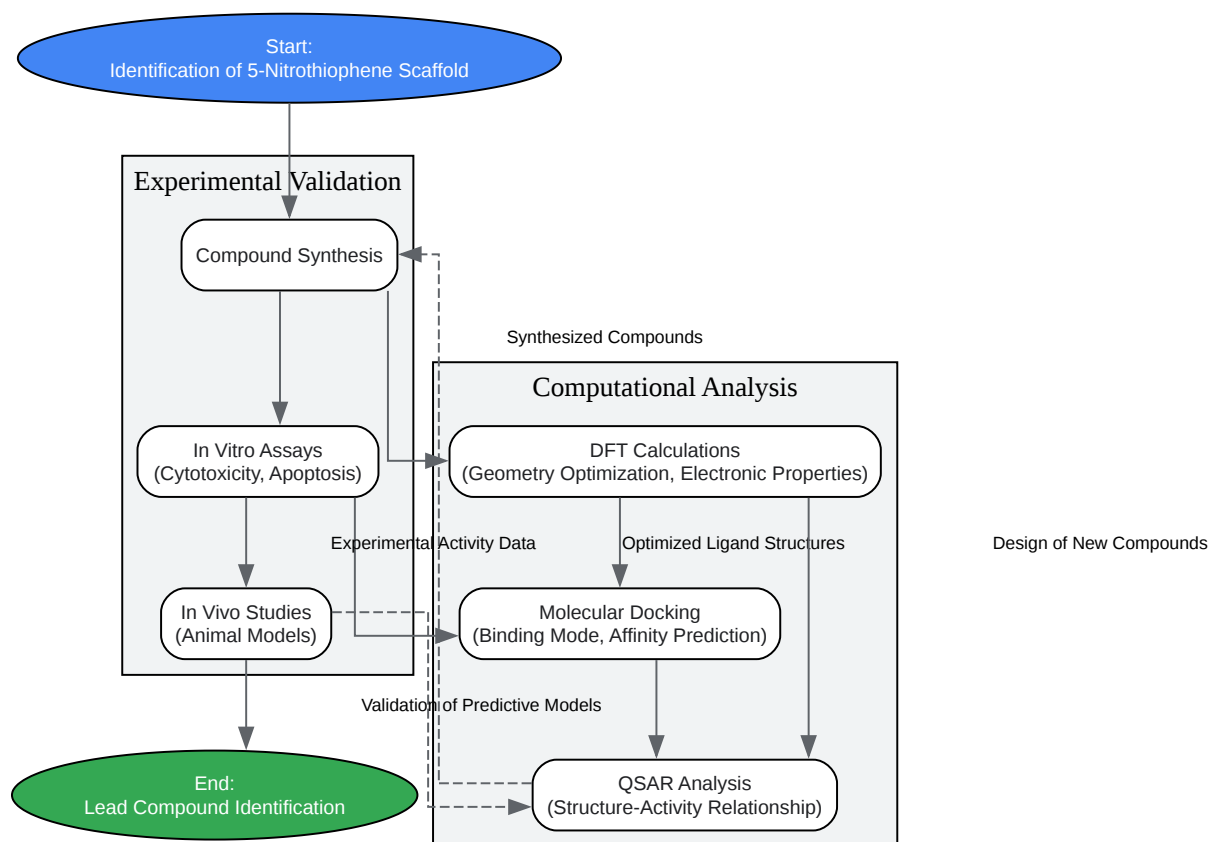 Start:
Identification of 5-Nitrothiophene Scaffold
Experimental Validation
Compound Synthesis
Synthesized Compounds
Computational Analysis
In Vitro Assays
(Cytotoxicity, Apoptosis)
DFT Calculations
(Geometry Optimization, Electronic Properties)
Experimental Activity Data
Optimized Ligand Structures
Design of New Compounds
In Vivo Studies
(Animal Models)
Molecular Docking
(Binding Mode, Affinity Prediction)
Validation of Predictive Models
End:
Lead Compound Identification
QSAR Analysis
(Structure-Activity Relationship)